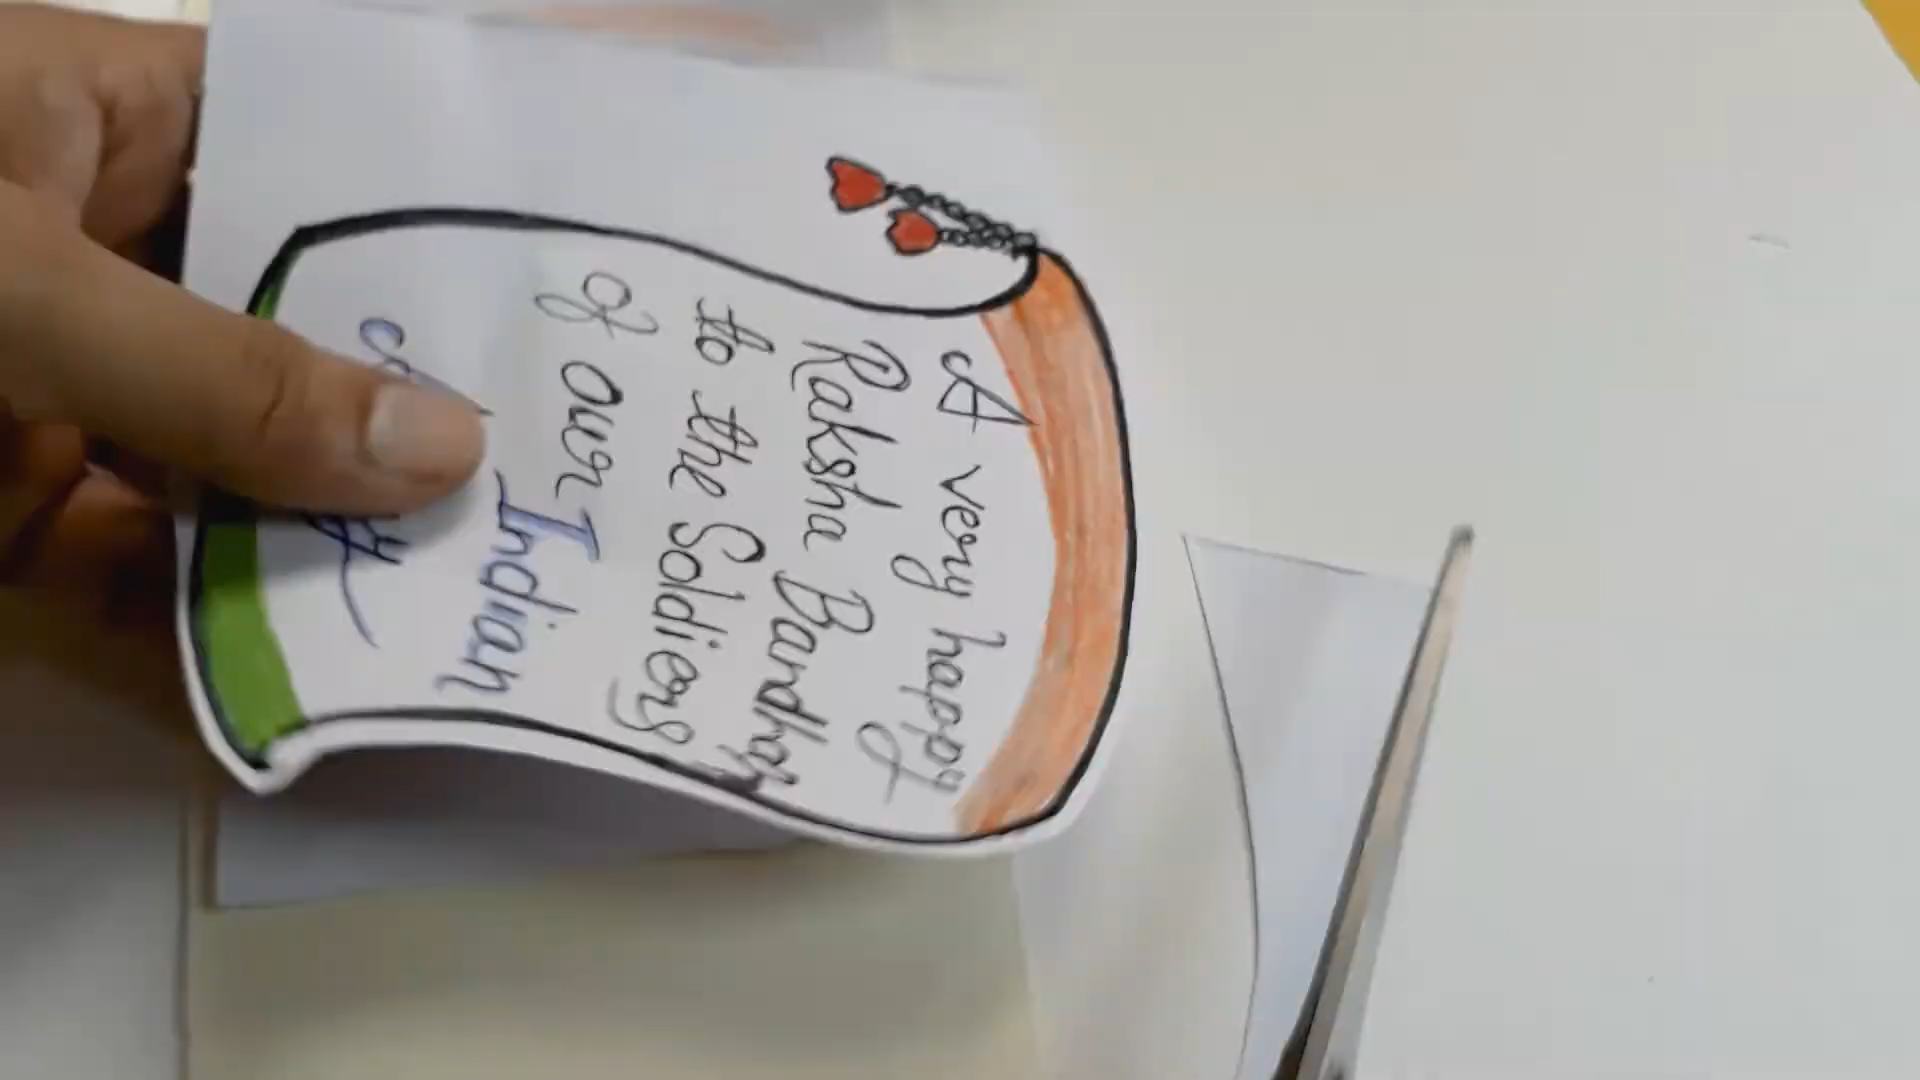 A very happy
Raksha Bandhan
to the Soldiers
of our Indian